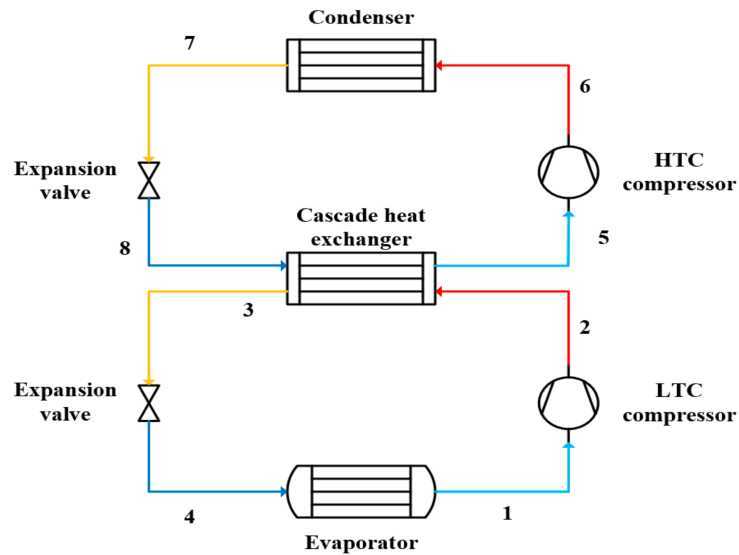 Condenser
7
6
Expansion
valve
HTC
compressor
Cascade heat
exchanger
8
5
3
2
Expansion
valve
LTC
compressor
4
1
Evaporator